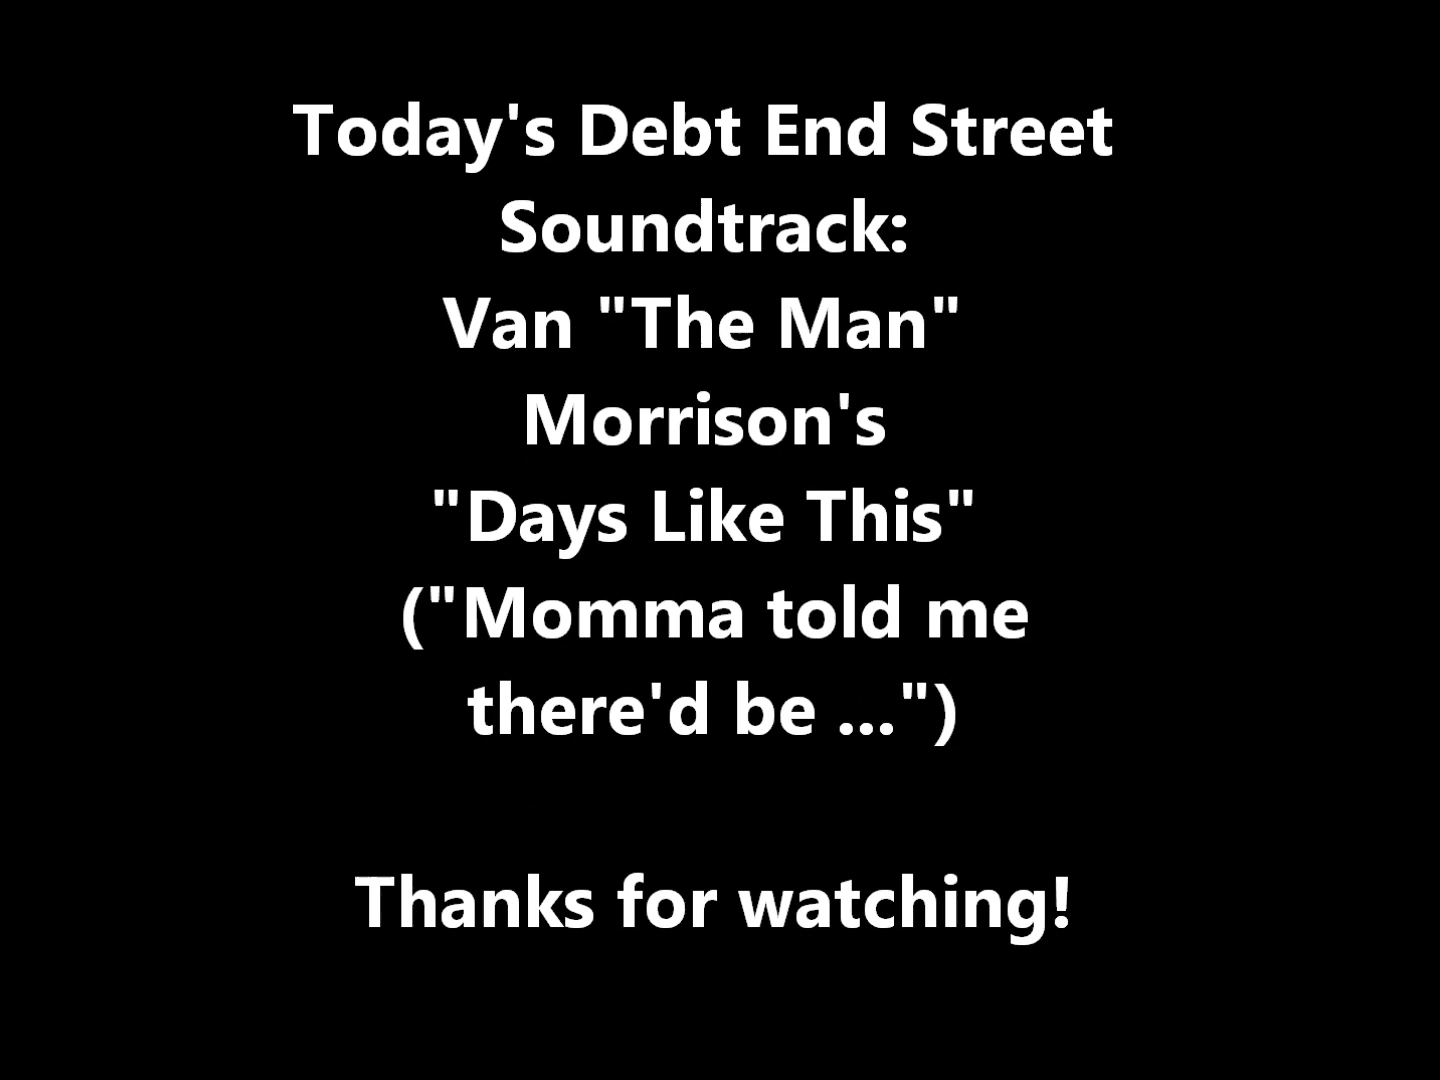 Today's Debt End Street
Soundtrack:
Van "The Man"
Morrison's
"Days Like This"
("Momma told me
there'd be ...")
Thanks for watching!